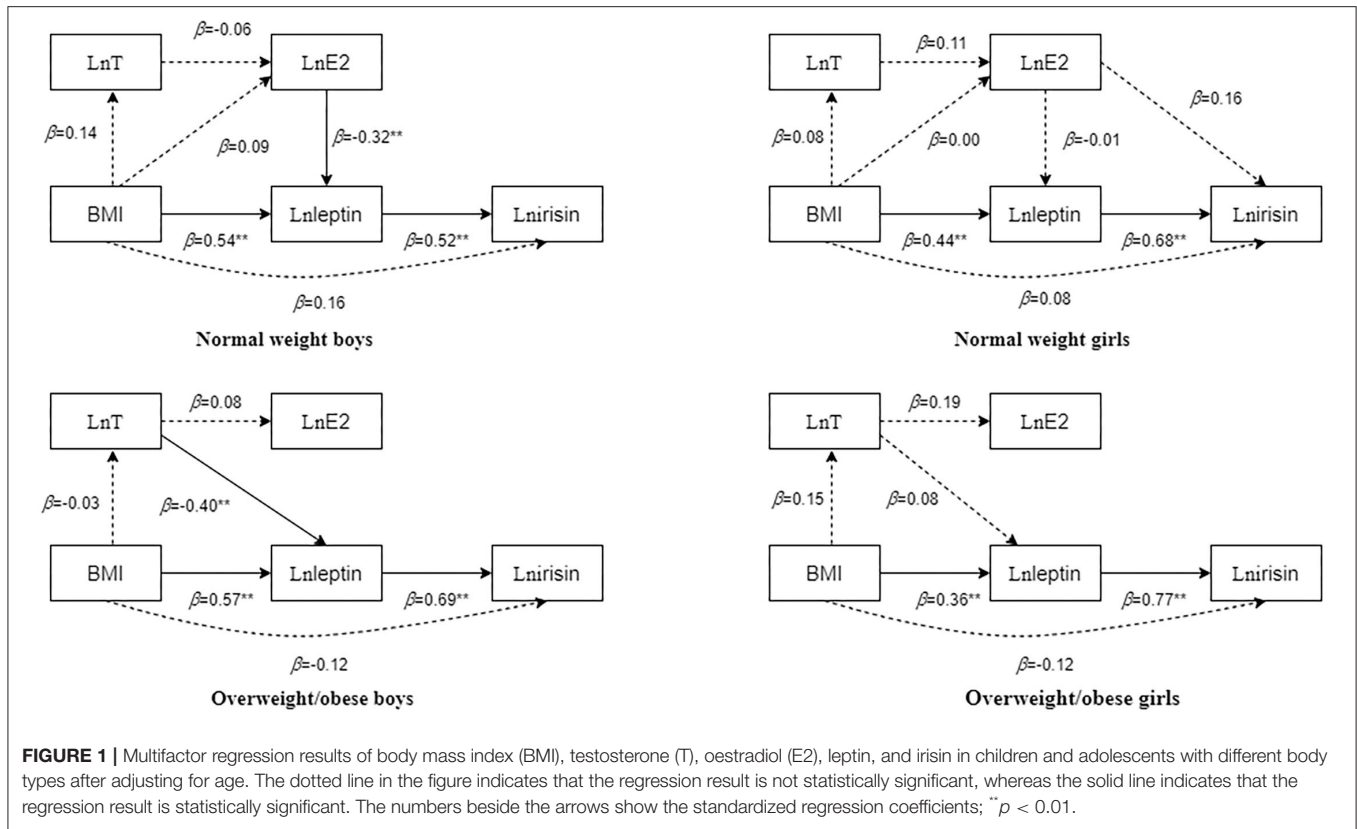 β=-0.06
LnT
LnE2
β=0.14
β=0.09
β=-0.32**
BMI
Lnleptin
Lnirisin
β=0.54**
β=0.52**
β=0.16
Normal weight boys
β=0.11
LnT
LnE2
β=0.16
β=0.08
β=0.00
β=-0.01
BMI
Lnleptin
Lnirisin
β=0.44**
β=0.68**
β=0.08
Normal weight girls
β=0.08
LnT
LnE2
β=-0.03
β=-0.40**
BMI
Lnleptin
Lnirisin
β=0.57**
β=0.69**
β=-0.12
Overweight/obese boys
β=0.19
LnT
LnE2
β=0.15
β=0.08
BMI
Lnleptin
Lnirisin
β=0.36**
β=0.77**
β=-0.12
Overweight/obese girls
FIGURE 1 | Multifactor regression results of body mass index (BMI), testosterone (T), oestradiol (E2), leptin, and irisin in children and adolescents with different body
types after adjusting for age. The dotted line in the figure indicates that the regression result is not statistically significant, whereas the solid line indicates that the
regression result is statistically significant. The numbers beside the arrows show the standardized regression coefficients; **p < 0.01.